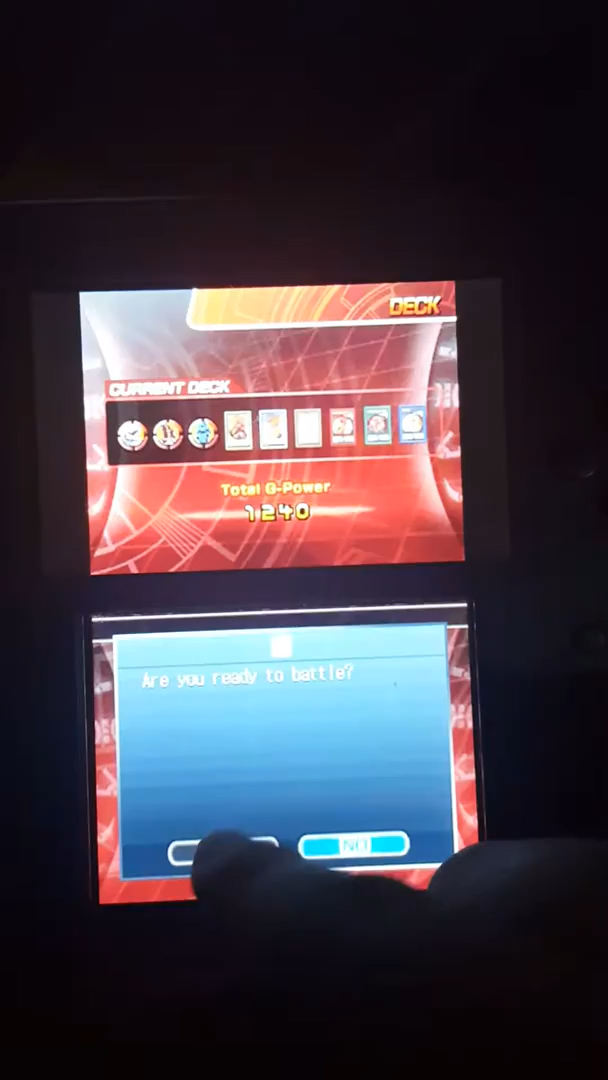 DECK
CURRENT DECK
Total G-Power
1240
Are you ready to battle?
NO